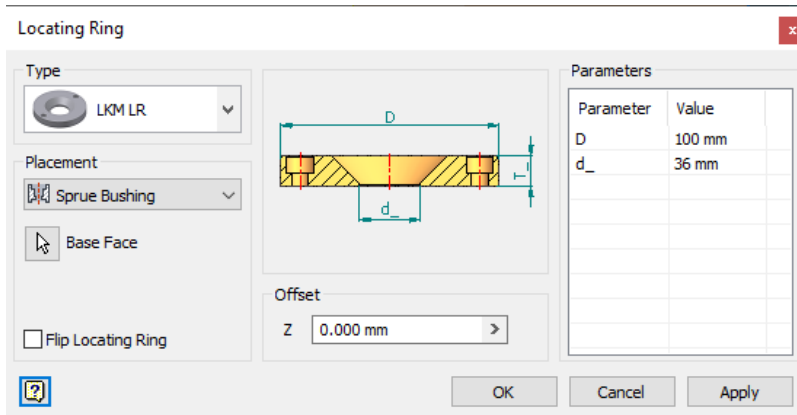 Locating Ring
x
Type
LKM LR
Placement
Sprue Bushing
Base Face
Flip Locating Ring
D
T_
d_
Offset
Z 0.000 mm >
Parameters
Parameter Value
D 100 mm
d_ 36 mm
?
OK Cancel Apply